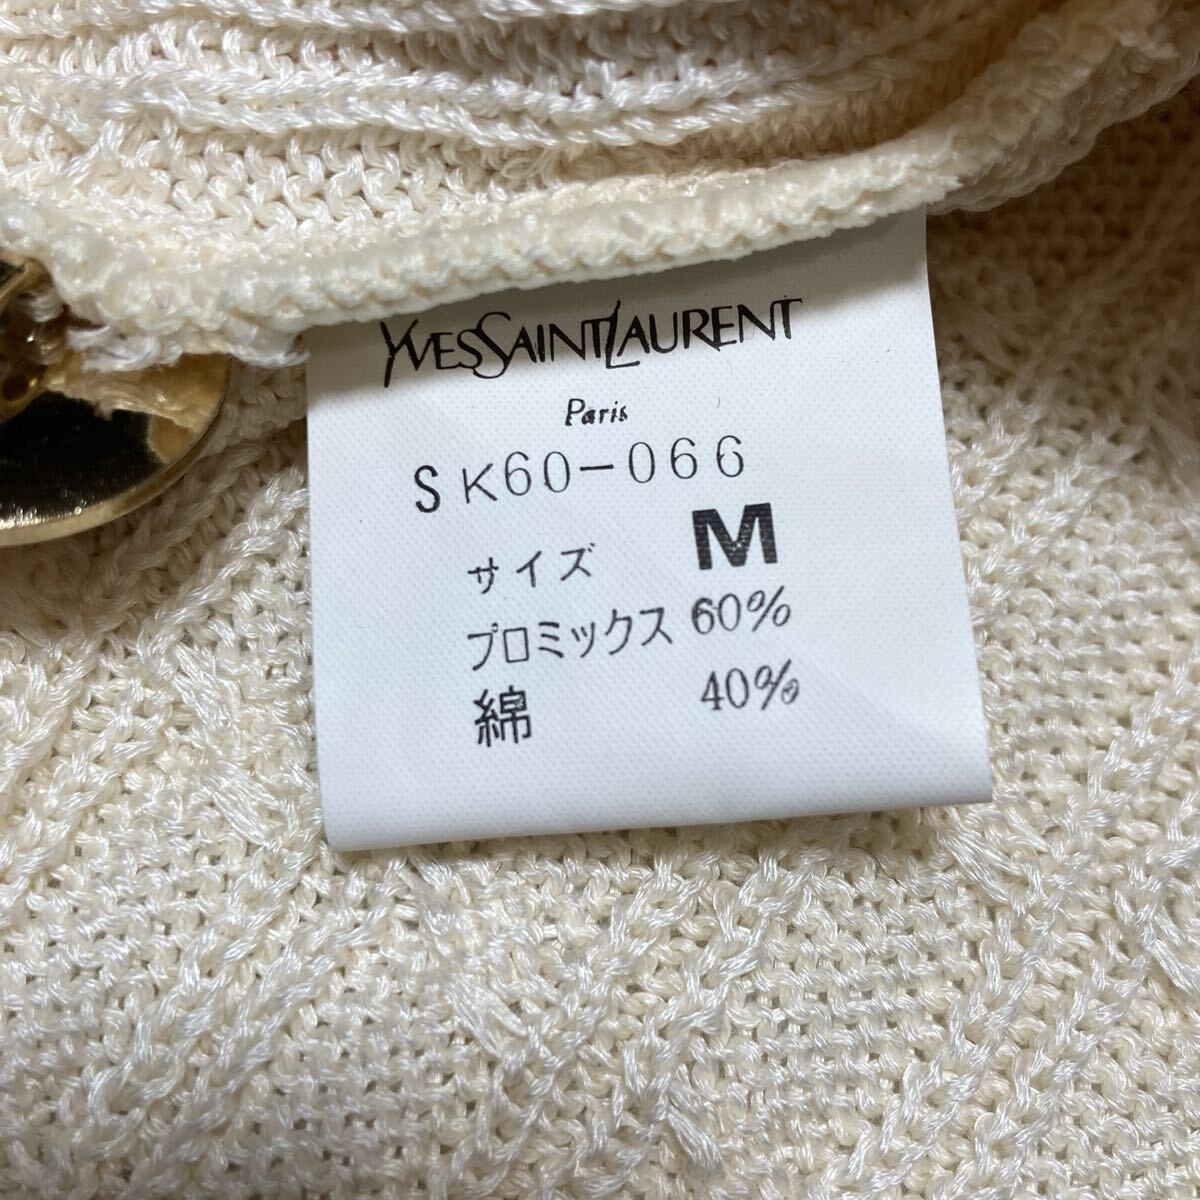 YVESSAINTLAURENT
Paris
SK60-066
サイズ M
プロミックス 60%
綿 40%